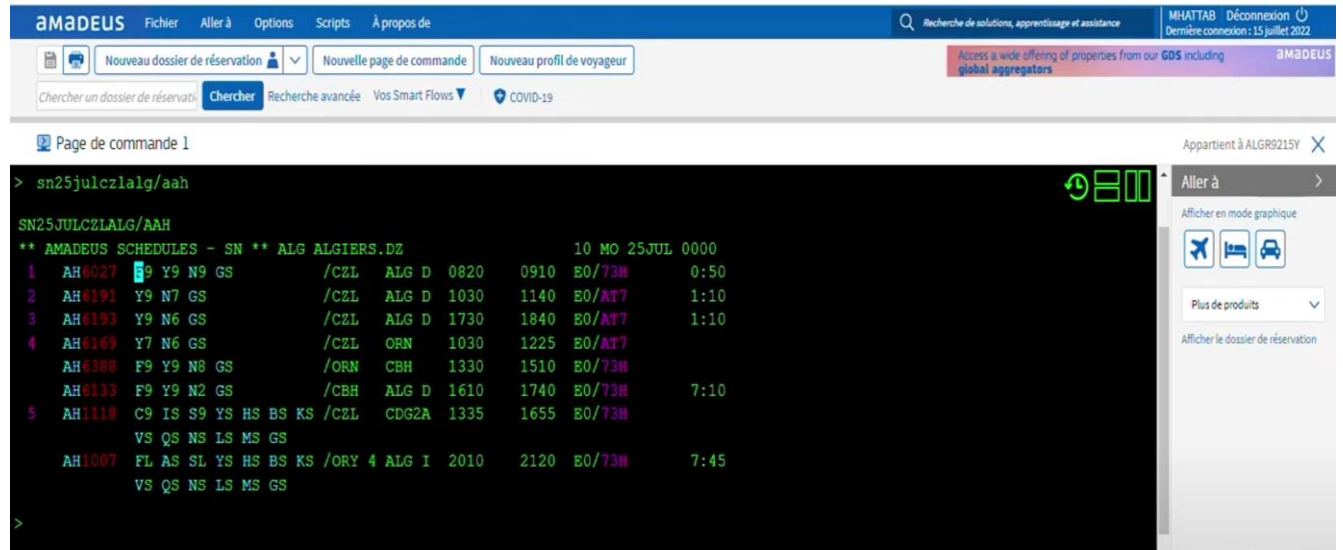 aмaDEUS Fichier Aller à Options Scripts À propos de Recherche de solutions, apprentissage et assistance MHATTAB Déconnexion
Dernière connexion : 15 juillet 2022
Nouveau dossier de réservation Nouvelle page de commande Nouveau profil de voyageur
Access a wide offering of properties from our GDS including aмaDEUS
global aggregators
Chercher un dossier de réservati Chercher Recherche avancée Vos Smart Flows COVID-19
Page de commande 1 Appartient à ALGR9215Y
> sn25julczlalg/aah
SN25JULCZLALG/AAH
** AMADEUS SCHEDULES - SN ** ALG ALGIERS.DZ 10 MO 25JUL 0000
1 AH6027 F9 Y9 N9 GS /CZL ALG D 0820 0910 E0/73H 0:50
2 AH6191 Y9 N7 GS /CZL ALG D 1030 1140 E0/AT7 1:10
3 AH6193 Y9 N6 GS /CZL ALG D 1730 1840 E0/AT7 1:10
4 AH6169 Y7 N6 GS /CZL ORN 1030 1225 E0/AT7
AH6388 F9 Y9 N8 GS /ORN CBH 1330 1510 E0/73H
AH6133 F9 Y9 N2 GS /CBH ALG D 1610 1740 E0/73H 7:10
5 AH1118 C9 IS S9 YS HS BS KS /CZL CDG2A 1335 1655 E0/73H
VS QS NS LS MS GS
AH1007 FL AS SL YS HS BS KS /ORY 4 ALG I 2010 2120 E0/73H 7:45
VS QS NS LS MS GS
>
Aller à
Afficher en mode graphique
Plus de produits
Afficher le dossier de réservation